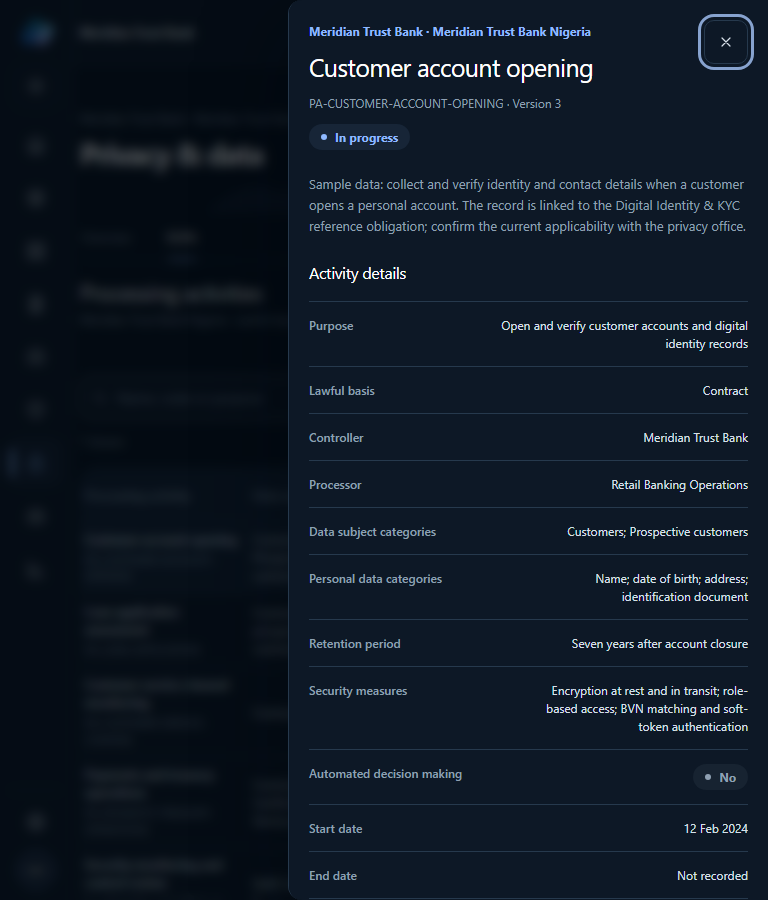 Meridian Trust Bank · Meridian Trust Bank Nigeria
Customer account opening
PA-CUSTOMER-ACCOUNT-OPENING · Version 3
In progress
Sample data: collect and verify identity and contact details when a customer
opens a personal account. The record is linked to the Digital Identity & KYC
reference obligation; confirm the current applicability with the privacy office.
Activity details
Purpose
Open and verify customer accounts and digital
identity records
Lawful basis
Contract
Controller
Meridian Trust Bank
Processor
Retail Banking Operations
Data subject categories
Customers; Prospective customers
Personal data categories
Name; date of birth; address;
identification document
Retention period
Seven years after account closure
Security measures
Encryption at rest and in transit; role-
based access; BVN matching and soft-
token authentication
Automated decision making
No
Start date
12 Feb 2024
End date
Not recorded
Privacy & data
Processing activities